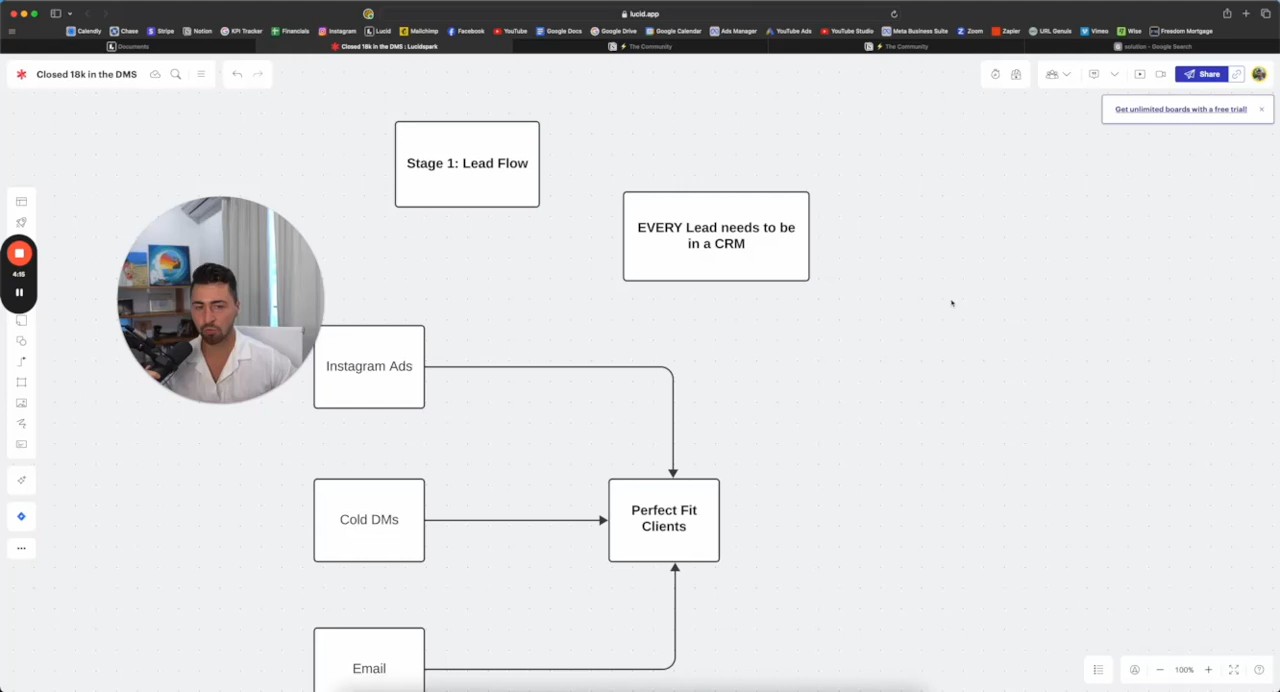 lucid.app
Calendly
Chase
Stripe
Notion
KPI Tracker
Financials
Instagram
Lucid
Mailchimp
Facebook
YouTube
Google Docs
Google Drive
Google Calendar
Ads Manager
YouTube Ads
YouTube Studio
Meta Business Suite
Zoom
Zapier
URL Genuis
Vimeo
Wise
Freedom Mortgage
Documents
Closed 18k in the DMS : Lucidspark
The Community
The Community
solution - Google Search
Closed 18k in the DMS
Share
Get unlimited boards with a free trial!
Stage 1: Lead Flow
EVERY Lead needs to be
in a CRM
4:15
Instagram Ads
Cold DMs
Perfect Fit
Clients
Email
100%